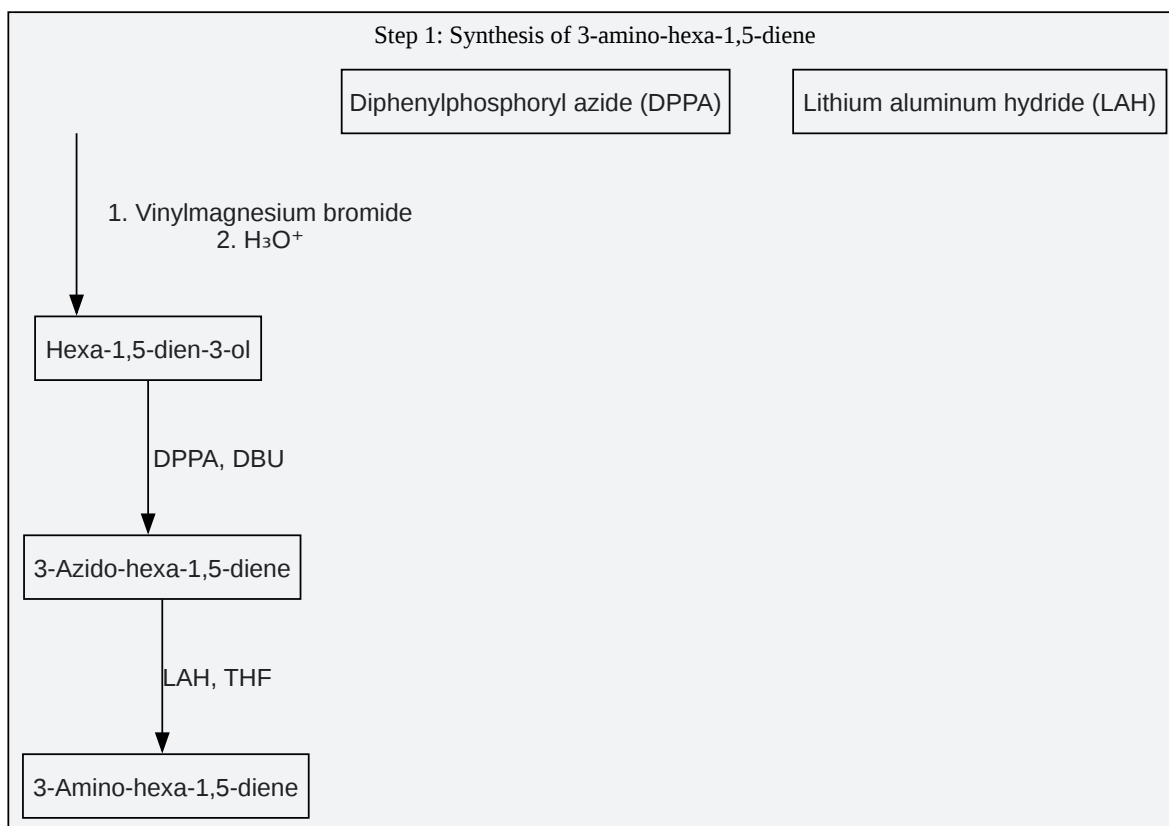 Step 1: Synthesis of 3-amino-hexa-1,5-diene
Diphenylphosphoryl azide (DPPA)
Lithium aluminum hydride (LAH)
1. Vinylmagnesium bromide
2. H₃O⁺
Hexa-1,5-dien-3-ol
DPPA, DBU
3-Azido-hexa-1,5-diene
LAH, THF
3-Amino-hexa-1,5-diene